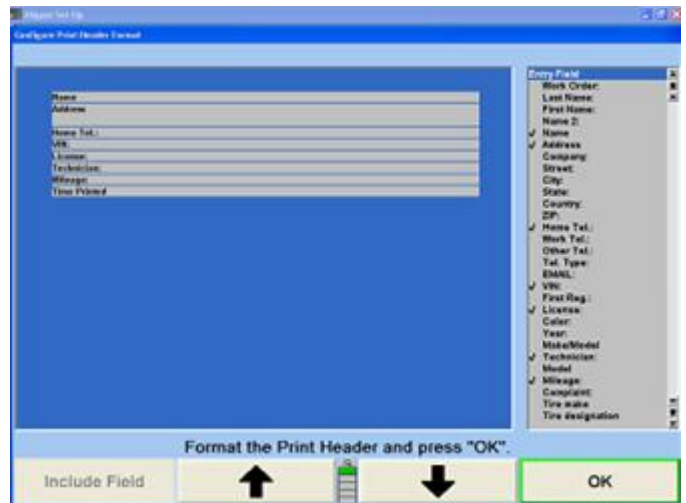 Aligner Set-Up
Configure Print Header Format
Name
Address
Home Tel.:
VIN:
License:
Technician:
Mileage:
Time Printed
Entry Field
Work Order:
Last Name:
First Name:
Name 2:
✓ Name
✓ Address
Company:
Street:
City:
State:
Country:
ZIP:
✓ Home Tel.:
Work Tel.:
Other Tel.:
Tel. Type:
EMAIL:
✓ VIN:
First Reg.:
✓ License:
Color:
Year:
Make/Model
✓ Technician:
Model
✓ Mileage:
Complaint:
Tire make
Tire designation
Format the Print Header and press "OK".
Include Field
OK